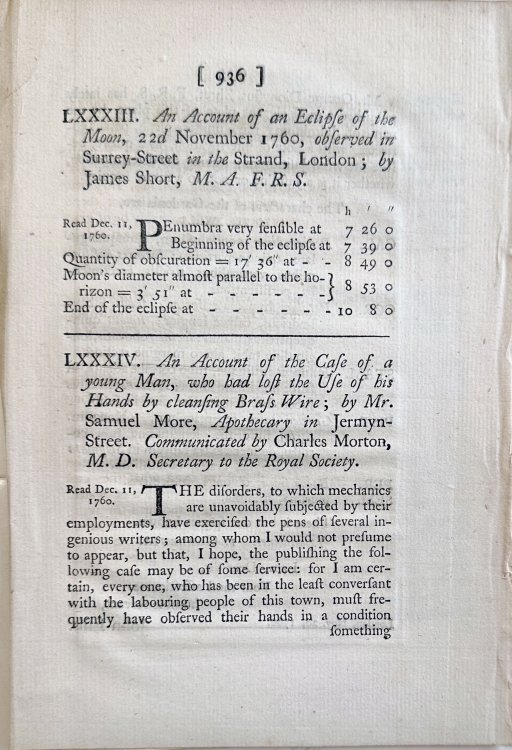 [ 936 ]
LXXXIII. An Account of an Eclipſe of the
Moon, 22d November 1760, obſerved in
Surrey-Street in the Strand, London ; by
James Short, M. A. F. R. S.
h ′ ″
Read Dec. 11, 1760. PEnumbra very ſenſible at 7 26 0
Beginning of the eclipſe at 7 39 0
Quantity of obſcuration = 17′ 36″ at - - 8 49 0
Moon's diameter almoſt parallel to the ho-
rizon = 3′ 51″ at - - - - - - } 8 53 0
End of the eclipſe at - - - - - - 10 8 0
LXXXIV. An Account of the Caſe of a
young Man, who had loſt the Uſe of his
Hands by cleanſing Braſs Wire ; by Mr.
Samuel More, Apothecary in Jermyn-
Street. Communicated by Charles Morton,
M. D. Secretary to the Royal Society.
Read Dec. 11, 1760. THE diſorders, to which mechanics
are unavoidably ſubjected by their
employments, have exerciſed the pens of ſeveral in-
genious writers ; among whom I would not preſume
to appear, but that, I hope, the publiſhing the fol-
lowing caſe may be of ſome ſervice : for I am cer-
tain, every one, who has been in the leaſt converſant
with the labouring people of this town, muſt fre-
quently have obſerved their hands in a condition
ſomething